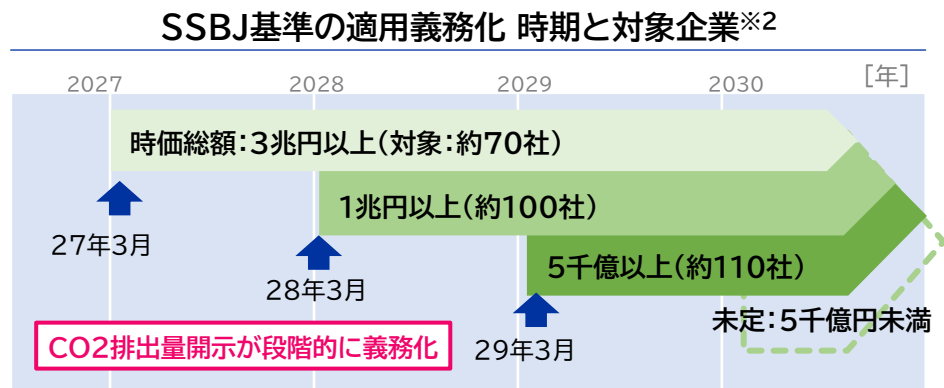 SSBJ基準の適用義務化 時期と対象企業※2
2027 2028 2029 2030 [年]
時価総額：3兆円以上（対象：約70社）
1兆円以上（約100社）
27年3月
5千億以上（約110社）
28年3月
未定：5千億円未満
CO2排出量開示が段階的に義務化
29年3月